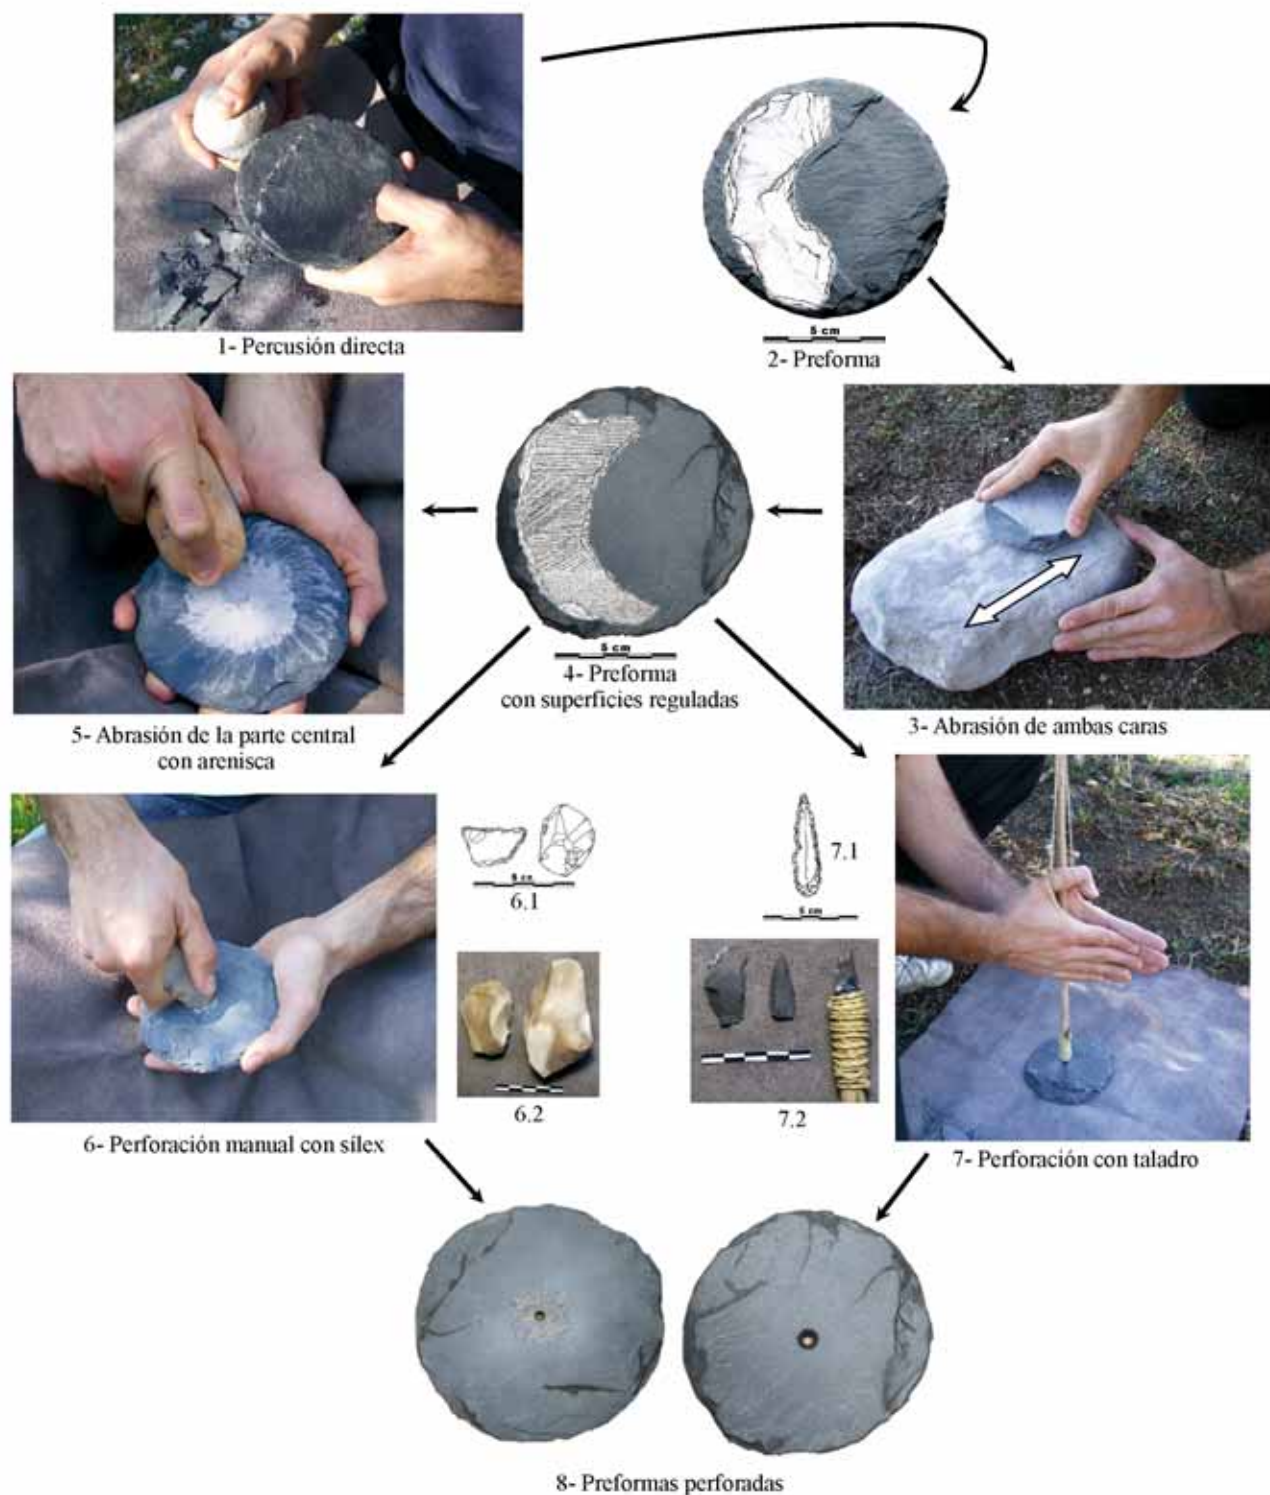 1- Percusión directa
5 cm
2- Preforma
5 cm
4- Preforma
con superficies reguladas
3- Abrasión de ambas caras
5- Abrasión de la parte central
con arenisca
5 cm
6.1
7.1
5 cm
6.2
7.2
6- Perforación manual con sílex
7- Perforación con taladro
8- Preformas perforadas